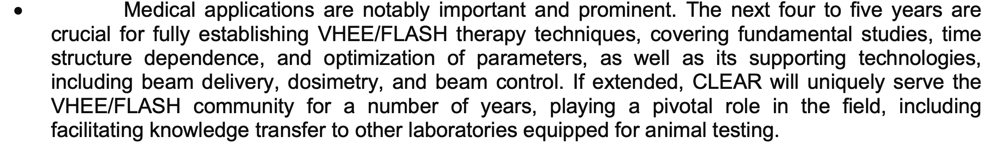 • Medical applications are notably important and prominent. The next four to five years are
crucial for fully establishing VHEE/FLASH therapy techniques, covering fundamental studies, time
structure dependence, and optimization of parameters, as well as its supporting technologies,
including beam delivery, dosimetry, and beam control. If extended, CLEAR will uniquely serve the
VHEE/FLASH community for a number of years, playing a pivotal role in the field, including
facilitating knowledge transfer to other laboratories equipped for animal testing.